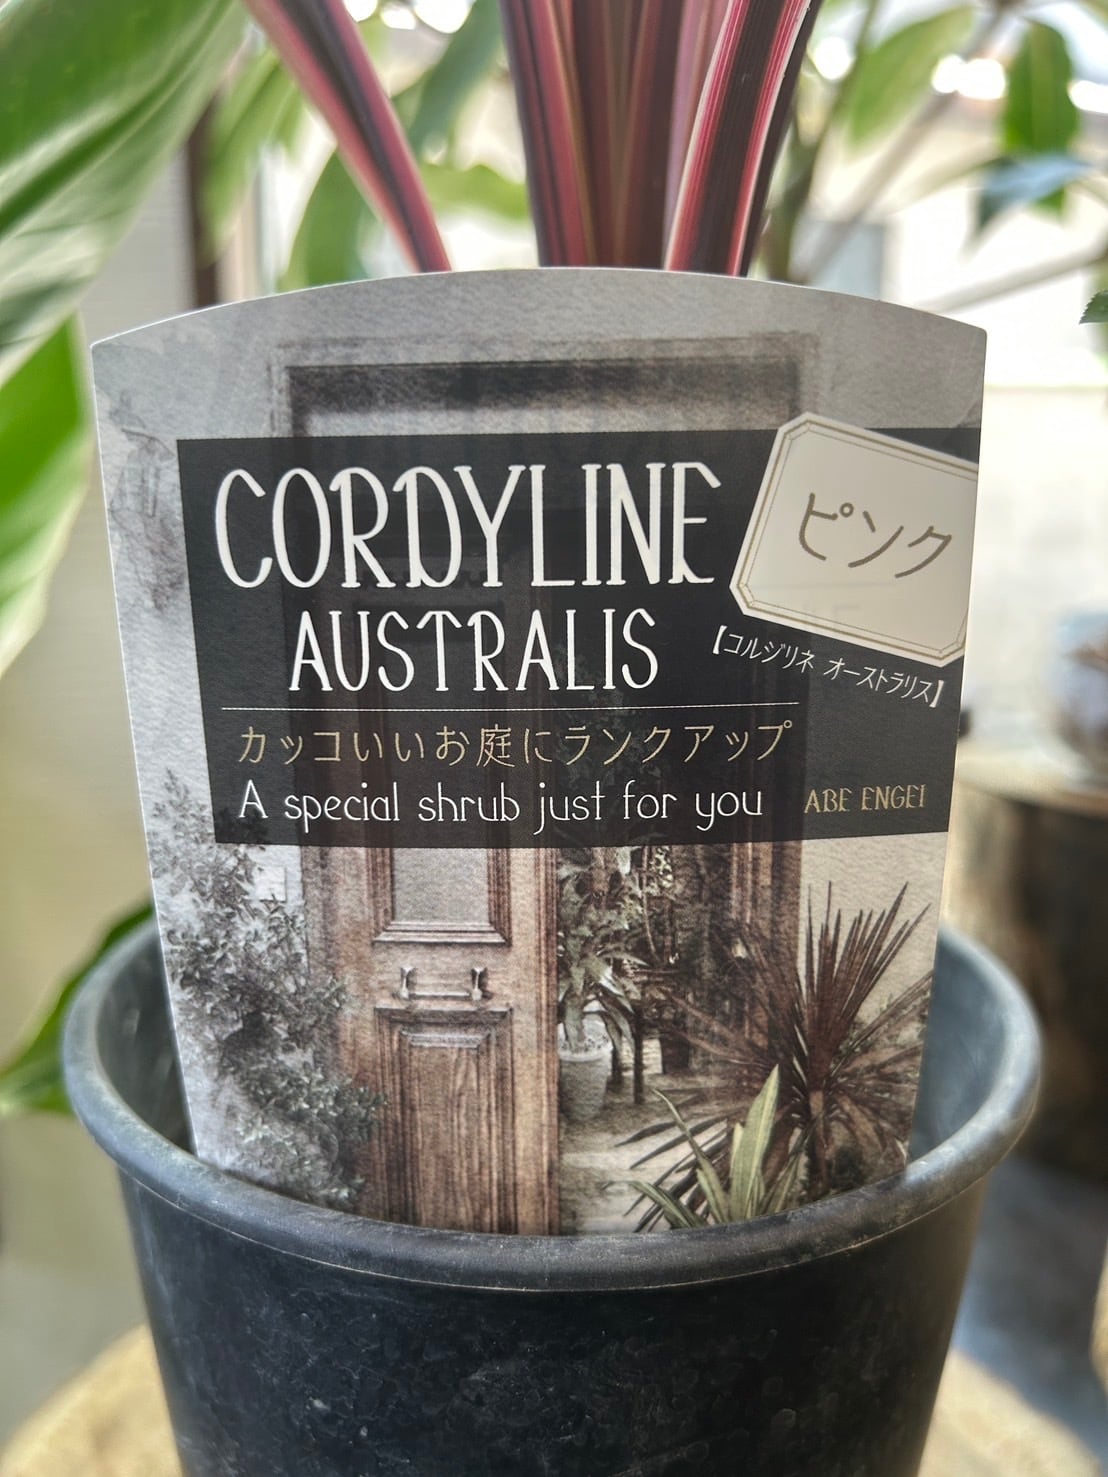 CORDYLINE
AUSTRALIS
ピンク
【コルジリネ オーストラリス】
カッコいいお庭にランクアップ
A special shrub just for you
ABE ENGEI